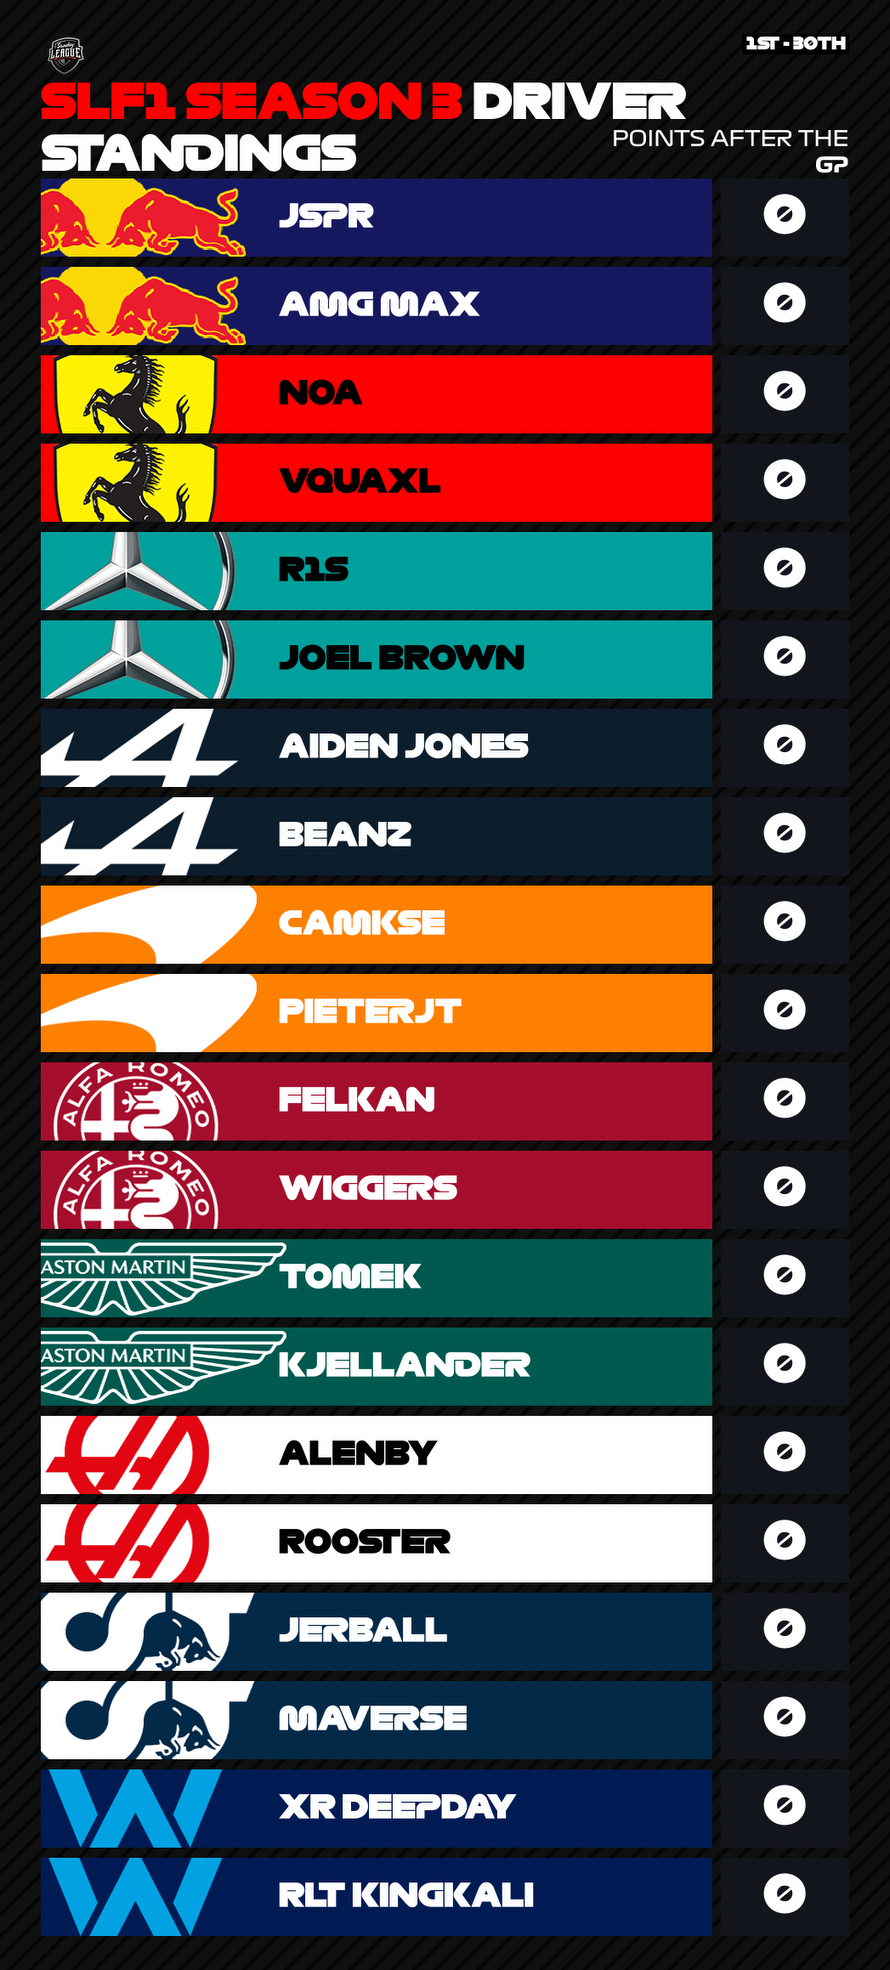 Sunday
LEAGUE
1ST - 30TH
SLF1 SEASON 3 DRIVER
STANDINGS
POINTS AFTER THE
GP
JSPR 0
AMG MAX 0
NOA 0
VQUAXL 0
R1S 0
JOEL BROWN 0
AIDEN JONES 0
BEANZ 0
CAMKSE 0
PIETERJT 0
ALFA ROMEO FELKAN 0
ALFA ROMEO WIGGERS 0
ASTON MARTIN TOMEK 0
ASTON MARTIN KJELLANDER 0
ALENBY 0
ROOSTER 0
JERBALL 0
MAVERSE 0
XR DEEPDAY 0
RLT KINGKALI 0